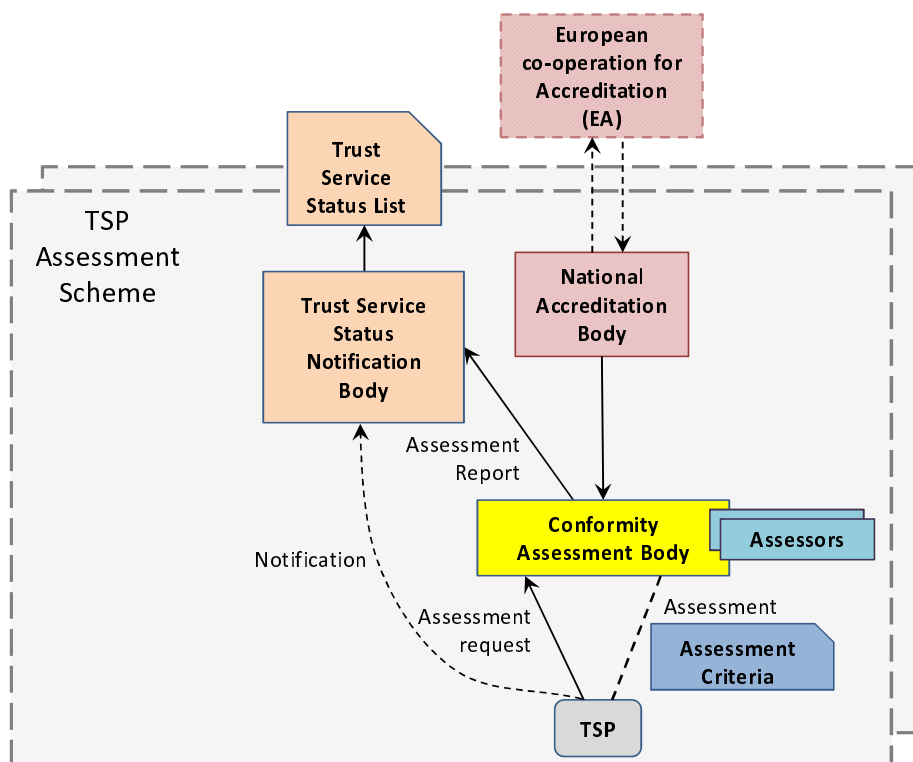 European
co-operation for
Accreditation
(EA)
Trust
Service
Status List
TSP
Assessment
Scheme
National
Accreditation
Body
Trust Service
Status
Notification
Body
Assessment
Report
Conformity
Assessment Body
Assessors
Notification
Assessment
request
Assessment
Assessment
Criteria
TSP